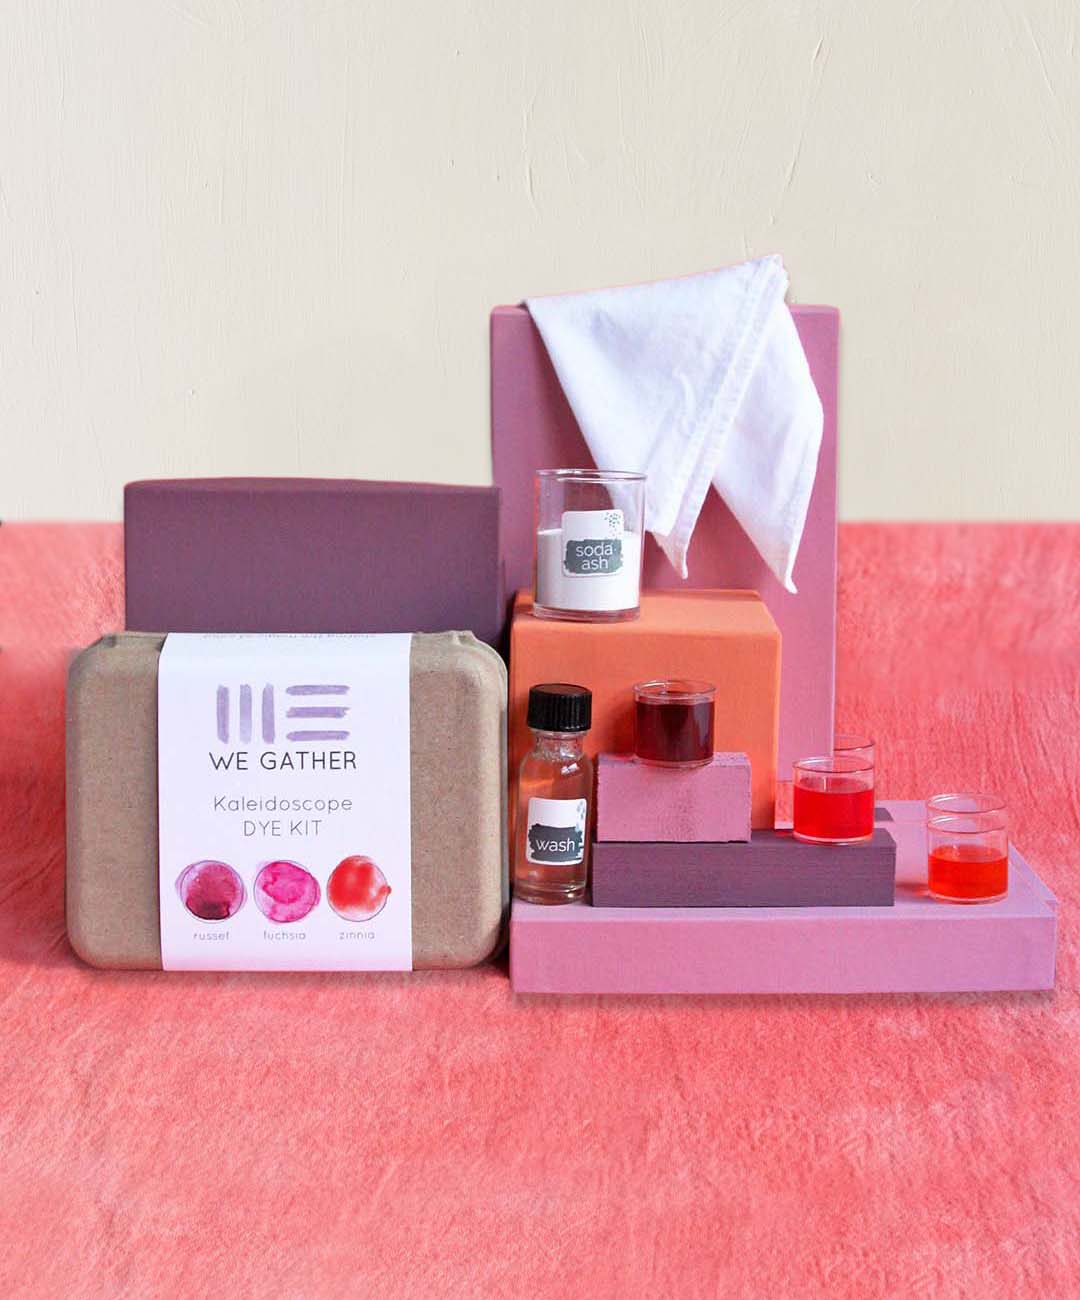 soda
ash
wash
WE GATHER
Kaleidoscope
DYE KIT
russet fuchsia zinnia